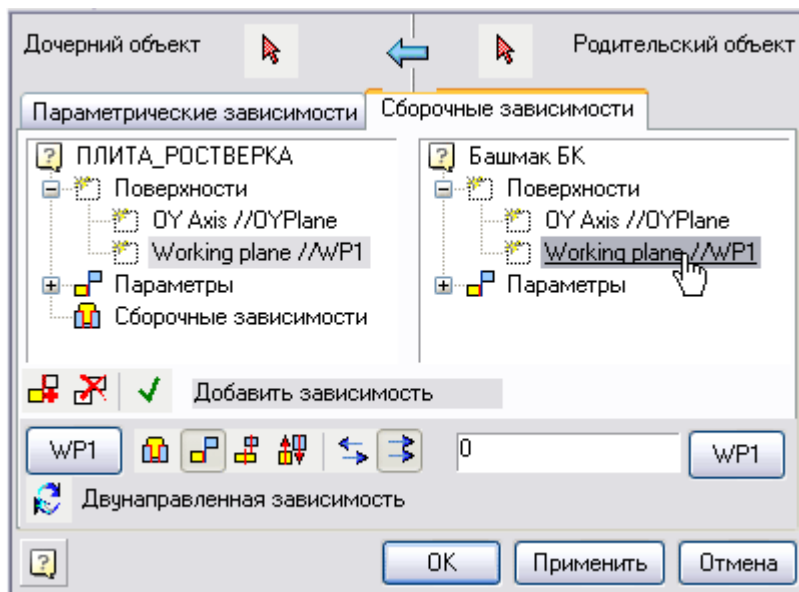 Дочерний объект
Родительский объект
Параметрические зависимости
Сборочные зависимости
ПЛИТА_РОСТВЕРКА
Поверхности
OY Axis //OYPlane
Working plane //WP1
Параметры
Сборочные зависимости
Башмак БК
Поверхности
OY Axis //OYPlane
Working plane //WP1
Параметры
Добавить зависимость
WP1
0
WP1
Двунаправленная зависимость
OK
Применить
Отмена